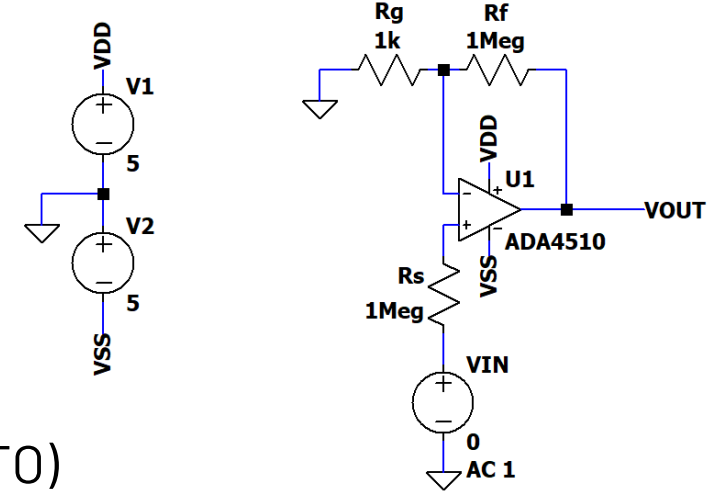 VDD
V1
5
V2
5
VSS
Rg
1k
Rf
1Meg
VDD
U1
ADA4510
VSS
VOUT
Rs
1Meg
VIN
0
AC 1
TO)